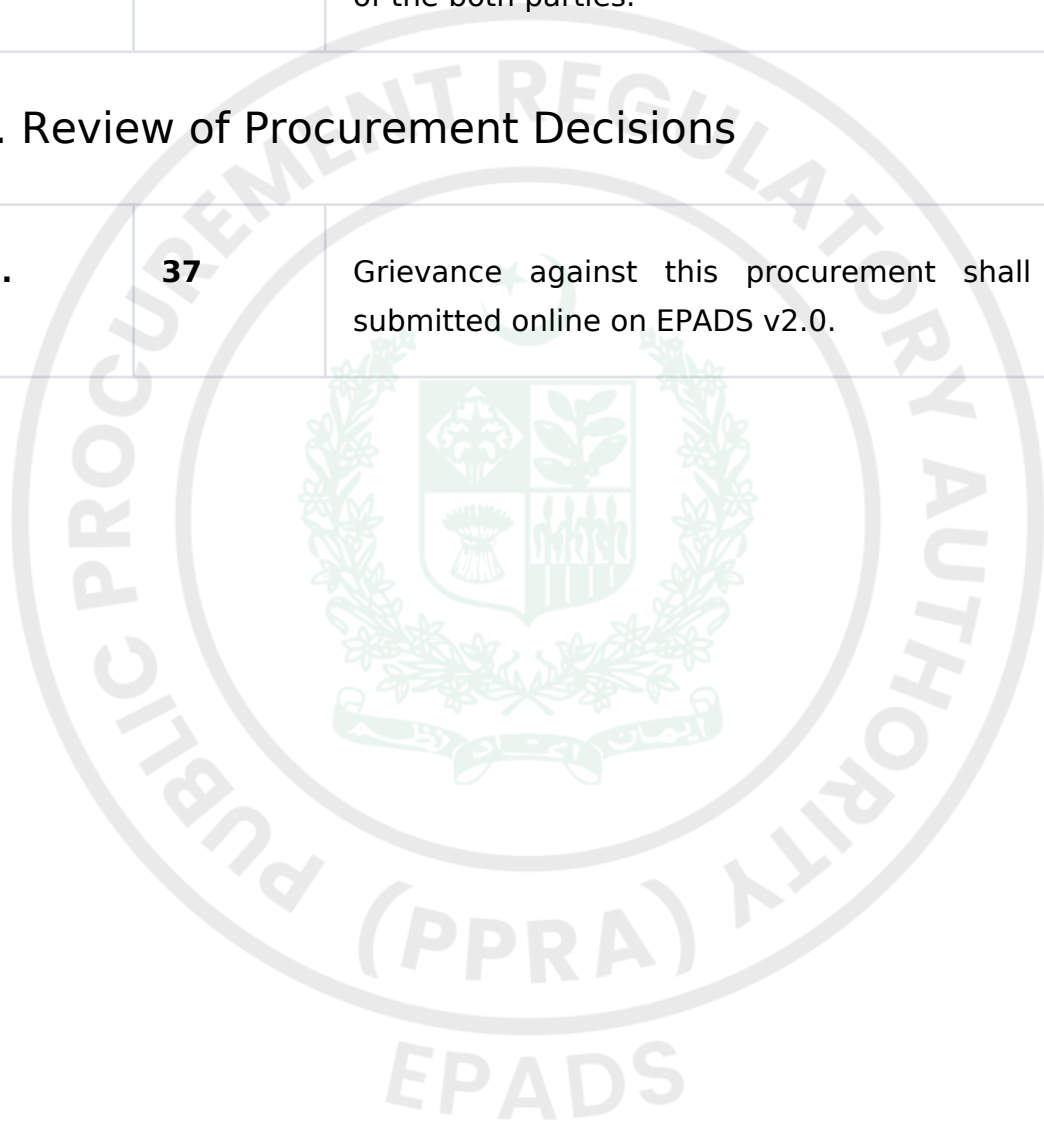 of the both parties.
. Review of Procurement Decisions
. 37 Grievance against this procurement shall
submitted online on EPADS v2.0.
PUBLIC PROCUREMENT REGULATORY AUTHORITY
(PPRA)
EPADS